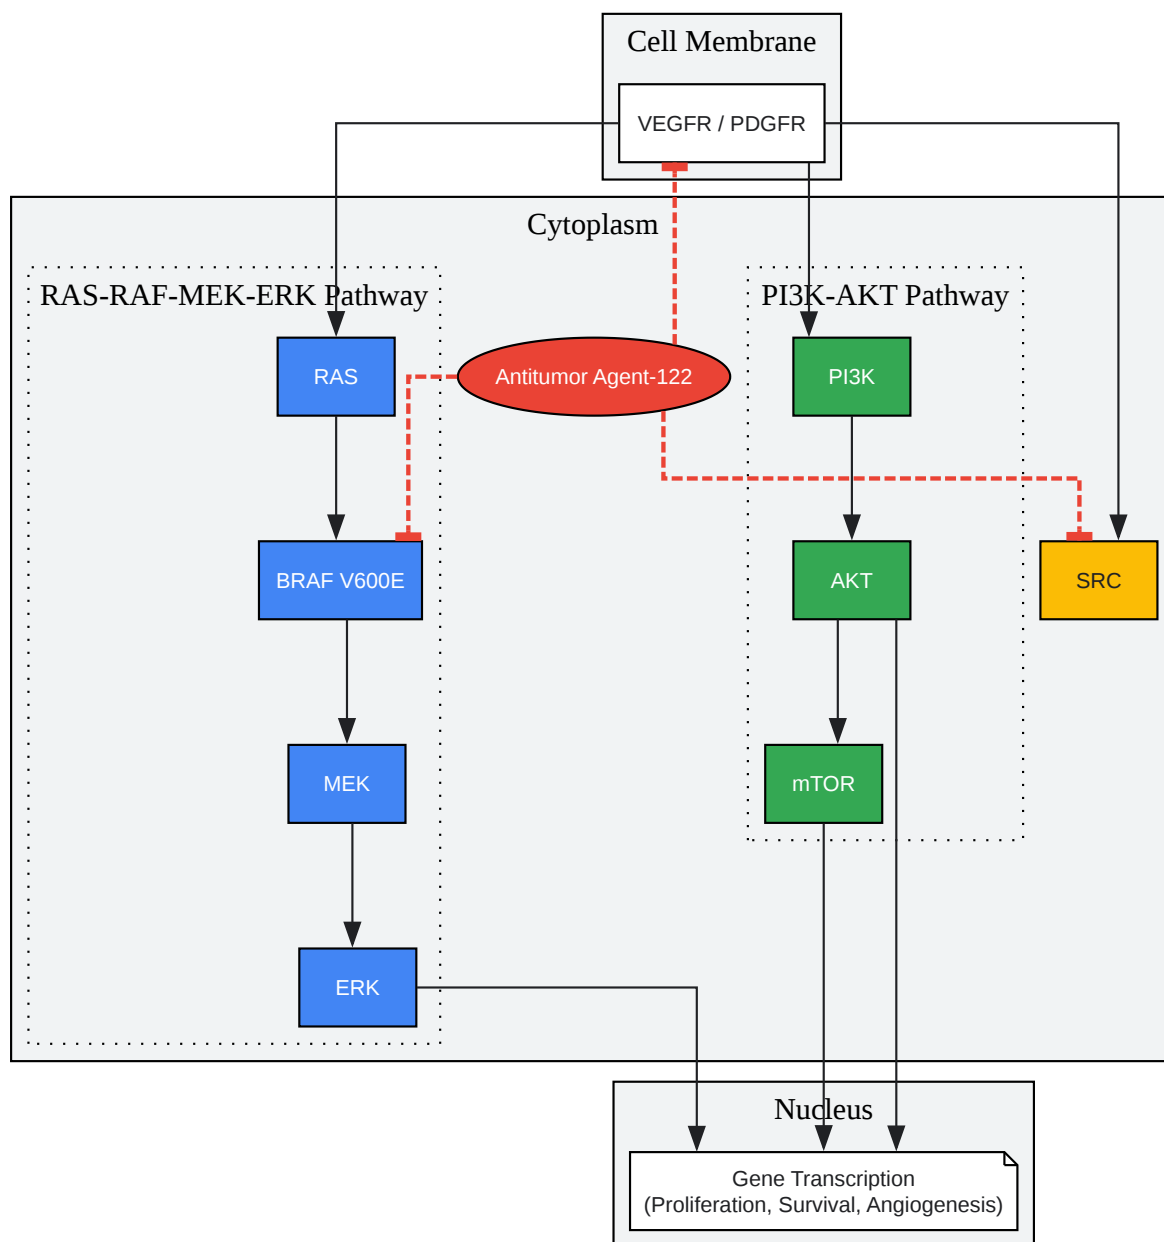 Cell Membrane
VEGFR / PDGFR
Cytoplasm
RAS-RAF-MEK-ERK Pathway
PI3K-AKT Pathway
RAS
Antitumor Agent-122
PI3K
BRAF V600E
AKT
SRC
MEK
mTOR
ERK
Nucleus
Gene Transcription
(Proliferation, Survival, Angiogenesis)